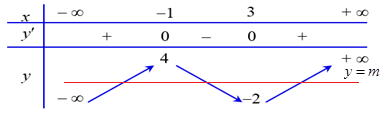 x −∞ −1 3 +∞
y′ + 0 − 0 +
4 +∞
y y = m
−∞ −2